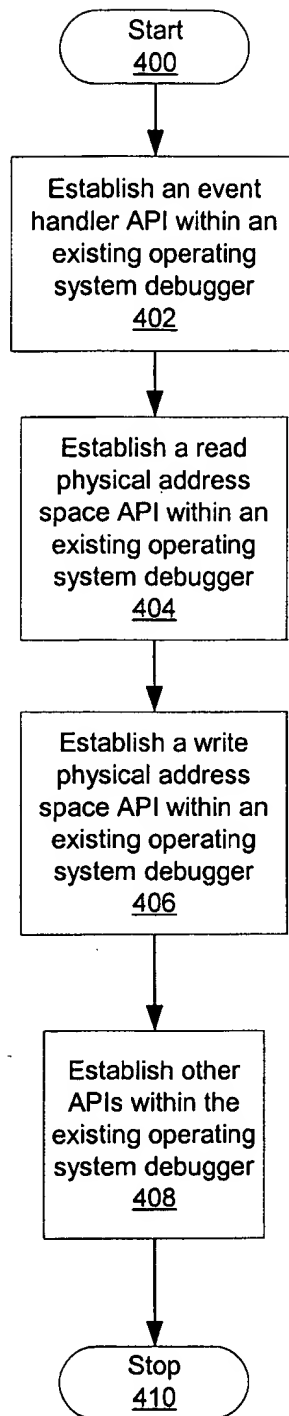 Start
400
Establish an event
handler API within an
existing operating
system debugger
402
Establish a read
physical address
space API within an
existing operating
system debugger
404
Establish a write
physical address
space API within an
existing operating
system debugger
406
Establish other
APIs within the
existing operating
system debugger
408
Stop
410